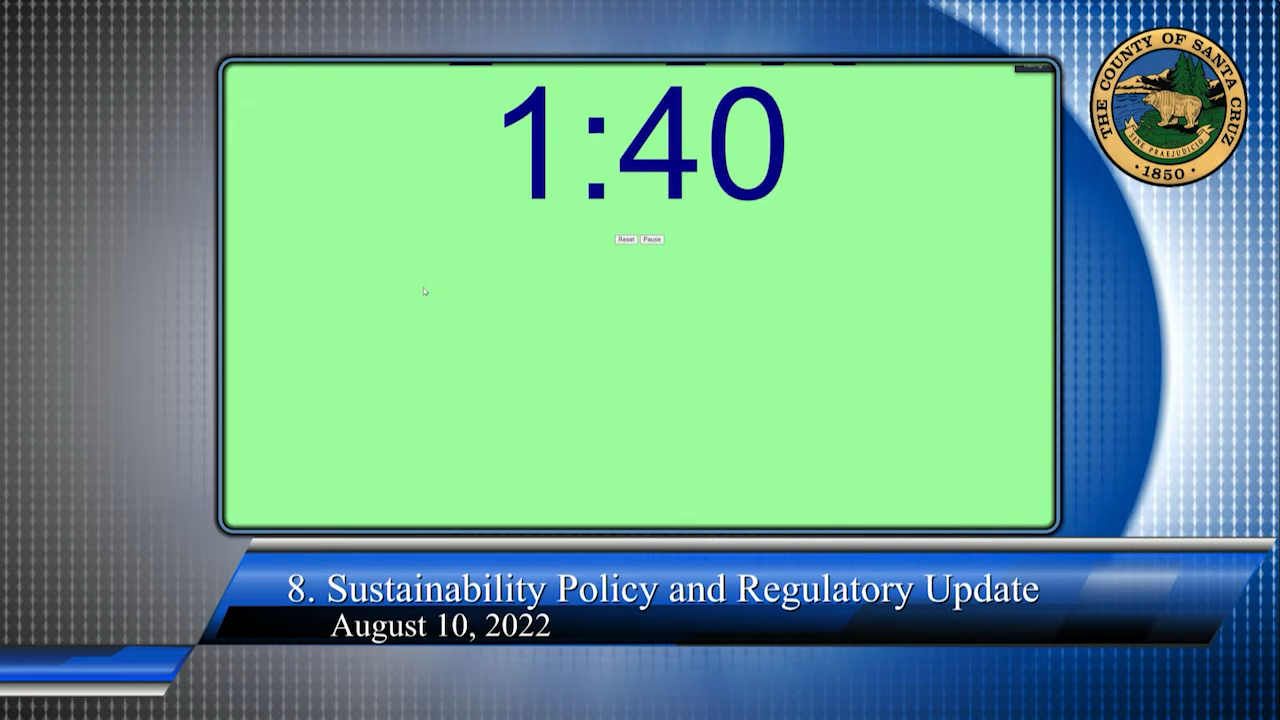 1:40
Reset Pause
THE COUNTY OF SANTA CRUZ
SINE PRAEJUDICIO
· 1850 ·
8. Sustainability Policy and Regulatory Update
August 10, 2022